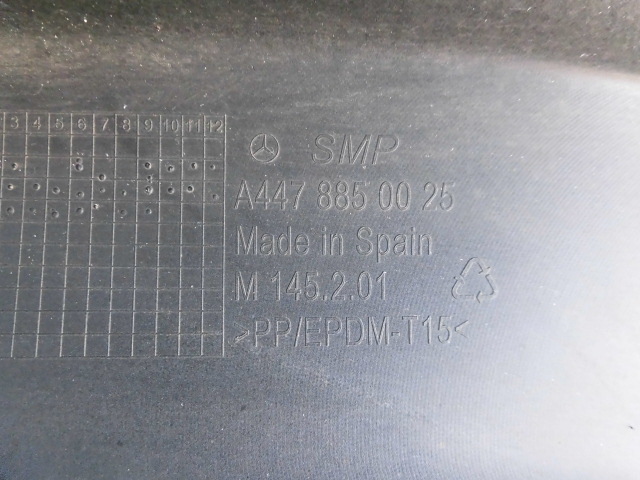 3 4 5 6 7 8 9 10 11 12
SMP
A447 885 00 25
Made in Spain
M 145.2.01
>PP/EPDM-T15<